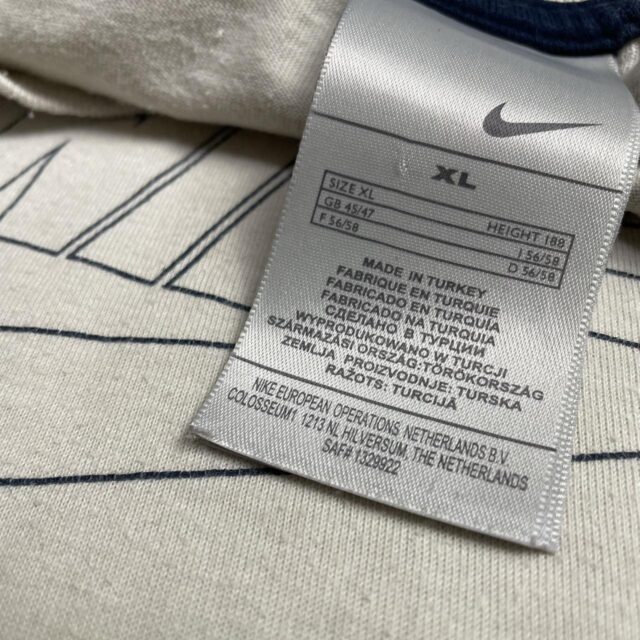 XL
SIZE XL HEIGHT 188
GB 45/47 I 56/58
F 56/58 D 56/58
MADE IN TURKEY
FABRIQUE EN TURQUIE
FABRICADO EN TURQUIA
FABRICADO NA TURQUIA
СДЕЛАНО В ТУРЦИИ
WYPRODUKOWANO W TURCJI
SZÁRMAZÁSI ORSZÁG:TÖRÖKORSZÁG
ZEMLJA PROIZVODNJE: TURSKA
RAŽOTS: TURCIJĀ
NIKE EUROPEAN OPERATIONS NETHERLANDS B.V.
COLOSSEUM1, 1213 NL HILVERSUM, THE NETHERLANDS
SAF# 1329922